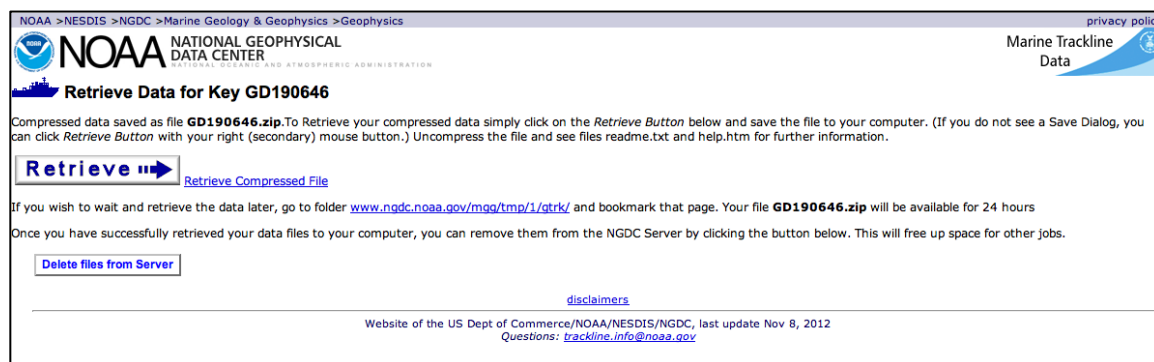 NOAA >NESDIS >NGDC >Marine Geology & Geophysics >Geophysics
privacy polic
NOAA
NOAA NATIONAL GEOPHYSICAL
DATA CENTER
NATIONAL OCEANIC AND ATMOSPHERIC ADMINISTRATION
Marine Trackline
Data
Retrieve Data for Key GD190646
Compressed data saved as file GD190646.zip.To Retrieve your compressed data simply click on the Retrieve Button below and save the file to your computer. (If you do not see a Save Dialog, you
can click Retrieve Button with your right (secondary) mouse button.) Uncompress the file and see files readme.txt and help.htm for further information.
Retrieve
Retrieve Compressed File
If you wish to wait and retrieve the data later, go to folder www.ngdc.noaa.gov/mgg/tmp/1/gtrk/ and bookmark that page. Your file GD190646.zip will be available for 24 hours
Once you have successfully retrieved your data files to your computer, you can remove them from the NGDC Server by clicking the button below. This will free up space for other jobs.
Delete files from Server
disclaimers
Website of the US Dept of Commerce/NOAA/NESDIS/NGDC, last update Nov 8, 2012
Questions: trackline.info@noaa.gov